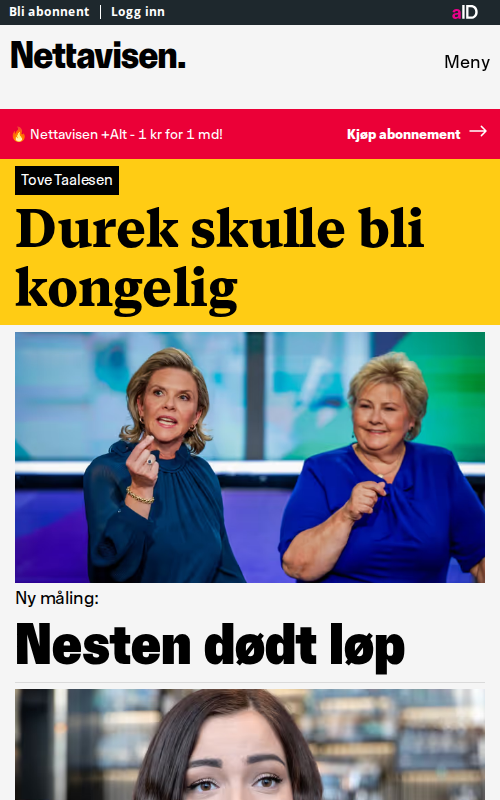 Bli abonnent | Logg inn
aID
Nettavisen.
Meny
🔥 Nettavisen +Alt - 1 kr for 1 md!
Kjøp abonnement →
Tove Taalesen
Durek skulle bli
kongelig
Ny måling:
Nesten dødt løp